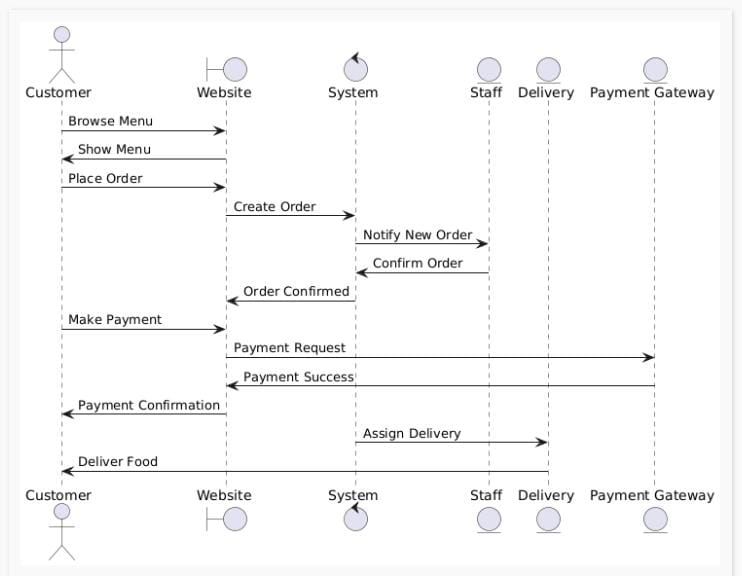 Customer Website System Staff Delivery Payment Gateway
Browse Menu
Show Menu
Place Order
Create Order
Notify New Order
Confirm Order
Order Confirmed
Make Payment
Payment Request
Payment Success
Payment Confirmation
Assign Delivery
Deliver Food
Customer Website System Staff Delivery Payment Gateway